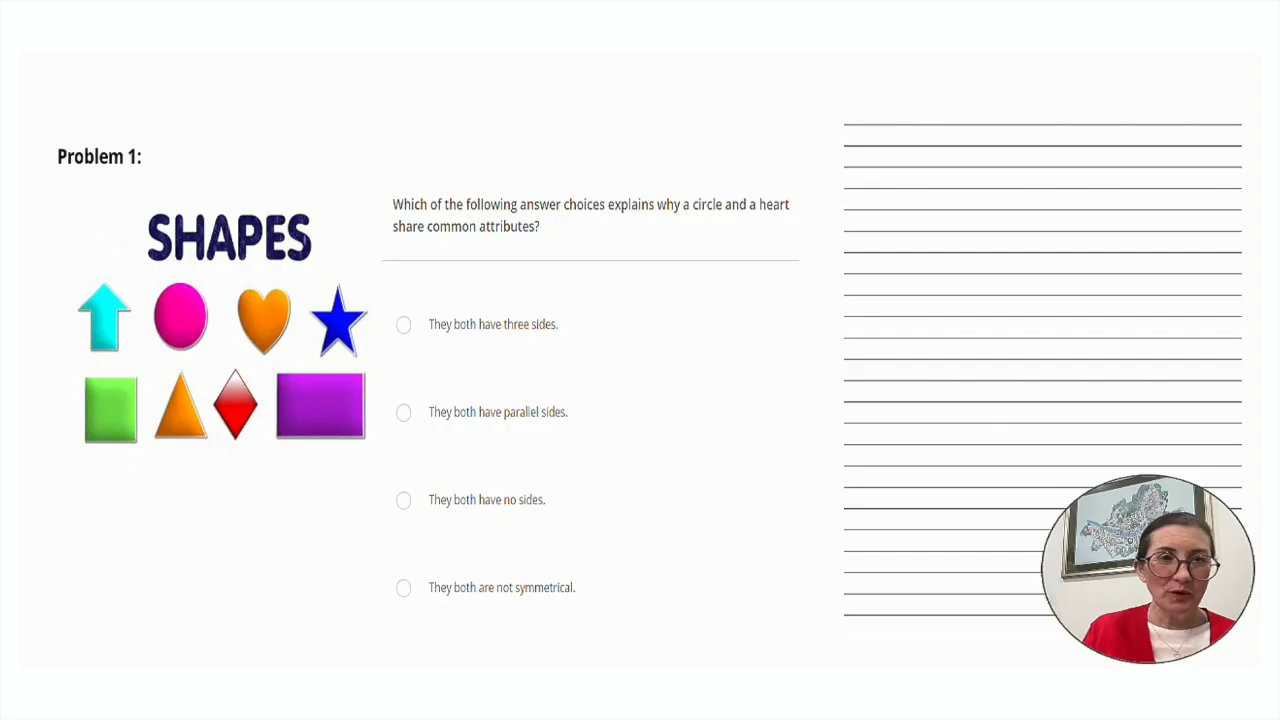 Problem 1:
SHAPES
Which of the following answer choices explains why a circle and a heart
share common attributes?
They both have three sides.
They both have parallel sides.
They both have no sides.
They both are not symmetrical.